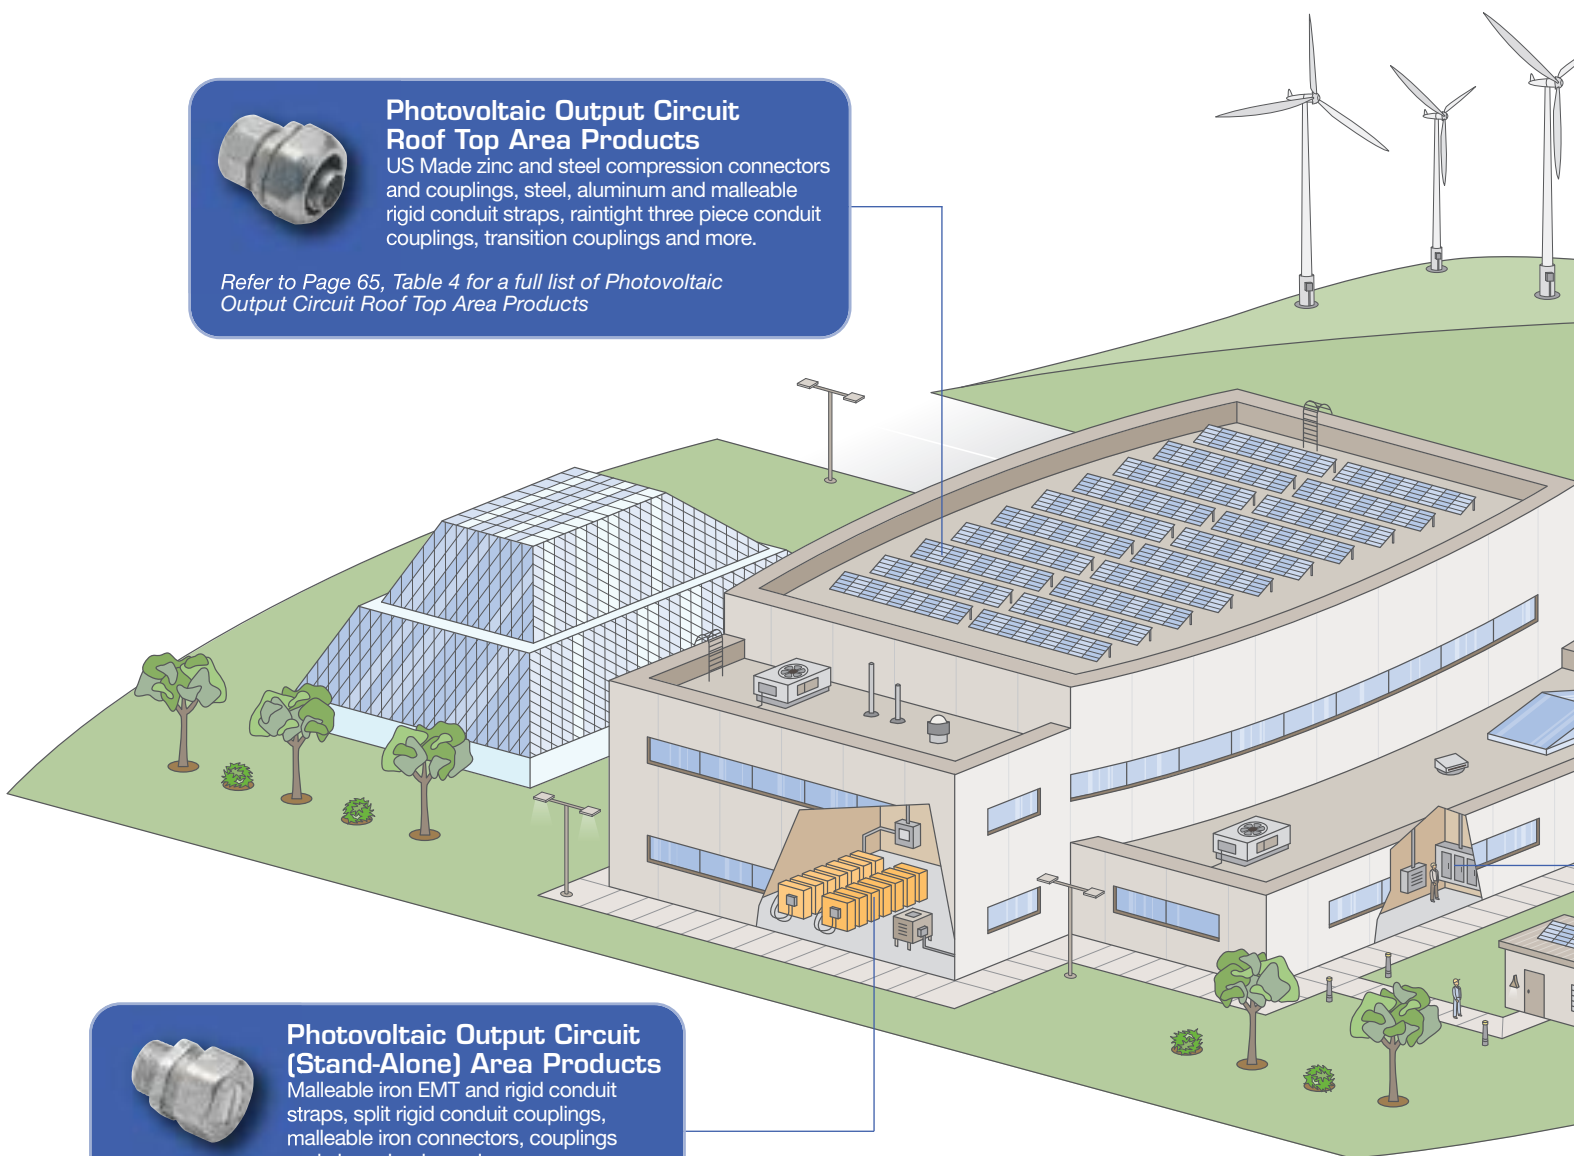 Photovoltaic Output Circuit
Roof Top Area Products
US Made zinc and steel compression connectors
and couplings, steel, aluminum and malleable
rigid conduit straps, raintight three piece conduit
couplings, transition couplings and more.
Refer to Page 65, Table 4 for a full list of Photovoltaic
Output Circuit Roof Top Area Products
Photovoltaic Output Circuit
(Stand-Alone) Area Products
Malleable iron EMT and rigid conduit
straps, split rigid conduit couplings,
malleable iron connectors, couplings